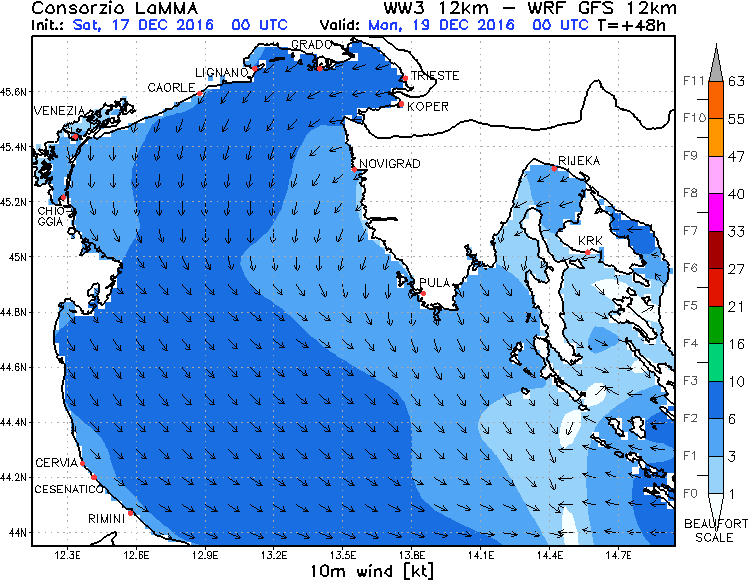 Consorzio LaMMA WW3 12km – WRF GFS 12km
Init.: Sat, 17 DEC 2016 00 UTC Valid: Mon, 19 DEC 2016 00 UTC T=+48h
GRADO
LIGNANO
TRIESTE
CAORLE
KOPER
VENEZIA
NOVIGRAD
RIJEKA
CHIO-
GGIA
KRK
PULA
CERVIA
CESENATICO
RIMINI
45.6N
45.4N
45.2N
45N
44.8N
44.6N
44.4N
44.2N
44N
12.3E 12.6E 12.9E 13.2E 13.5E 13.8E 14.1E 14.4E 14.7E
10m wind [kt]
F11 63
F10 55
F9 47
F8 40
F7 33
F6 27
F5 21
F4 16
F3 10
F2 6
F1 3
F0 1
BEAUFORT
SCALE